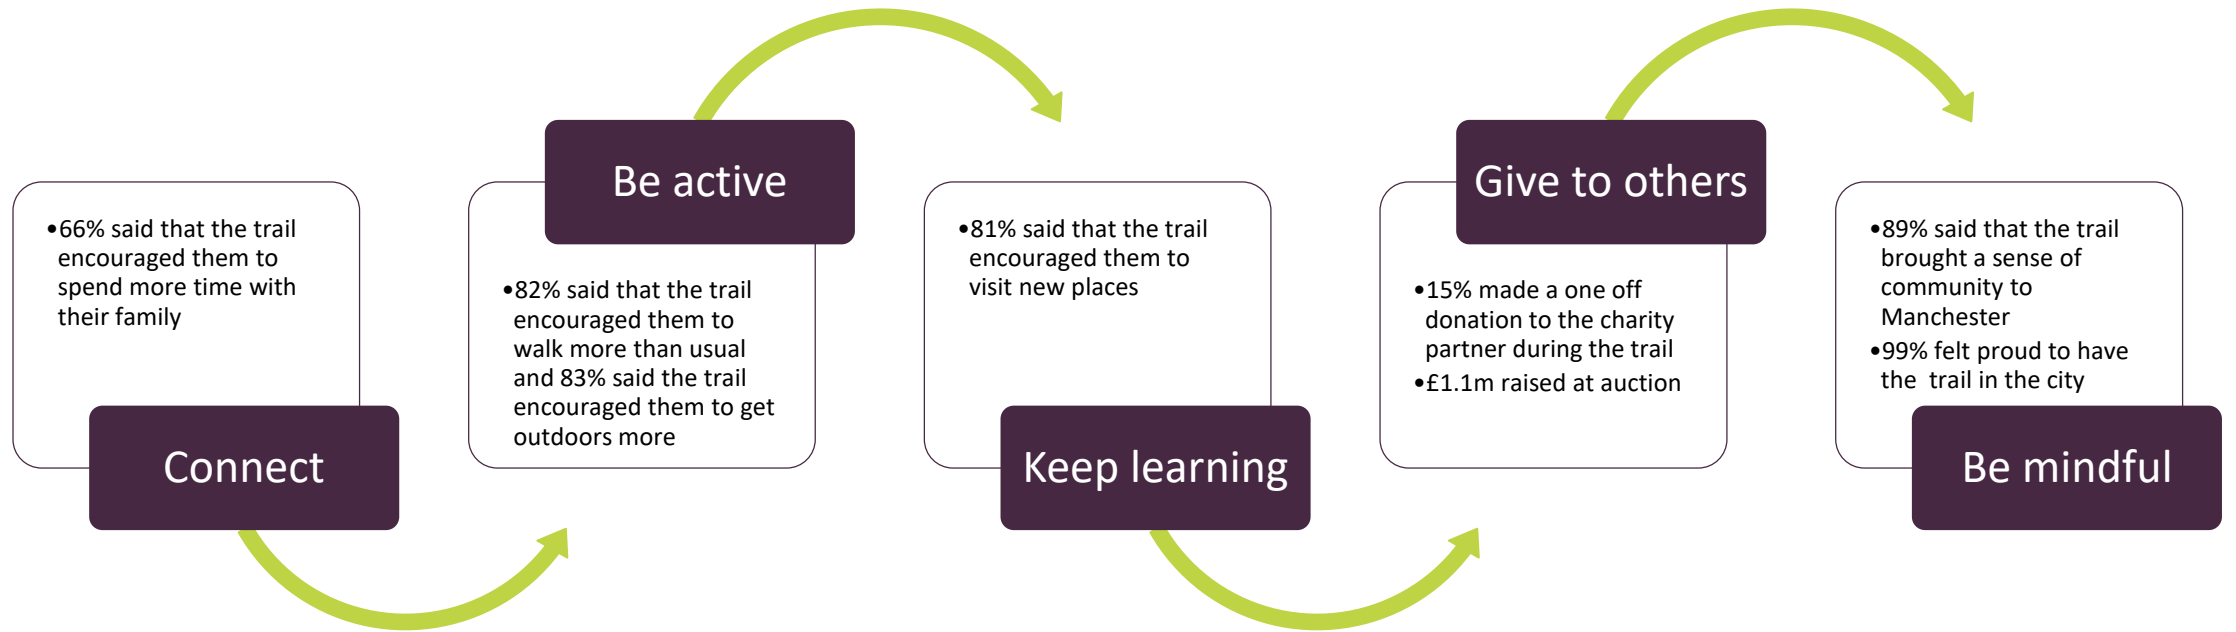 •66% said that the trail
encouraged them to
spend more time with
their family
Connect
Be active
•82% said that the trail
encouraged them to
walk more than usual
and 83% said the trail
encouraged them to get
outdoors more
•81% said that the trail
encouraged them to
visit new places
Keep learning
Give to others
•15% made a one off
donation to the charity
partner during the trail
•£1.1m raised at auction
•89% said that the trail
brought a sense of
community to
Manchester
•99% felt proud to have
the  trail in the city
Be mindful